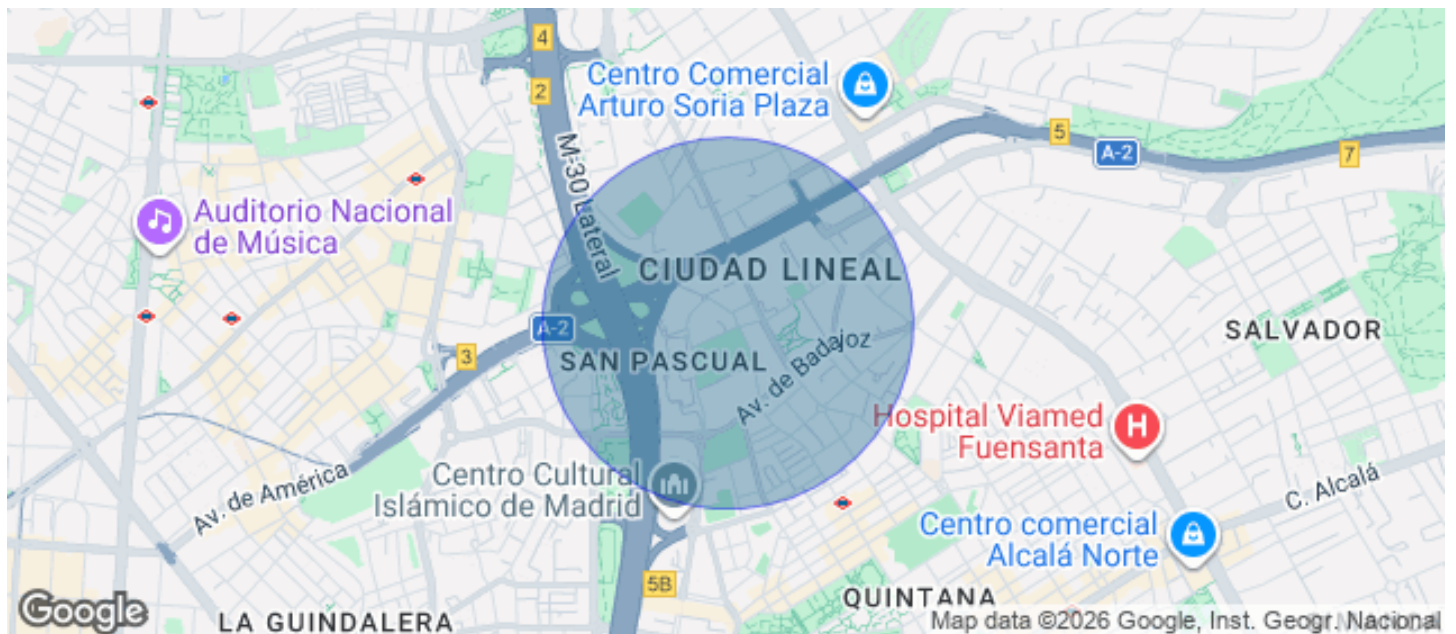 4
2
Centro Comercial
Arturo Soria Plaza
5
A-2
7
M-30 Lateral
Auditorio Nacional
de Música
CIUDAD LINEAL
A-2
3
SAN PASCUAL
Av. de Badajoz
SALVADOR
Hospital Viamed
Fuensanta
H
Av. de América
Centro Cultural
Islámico de Madrid
C. Alcalá
Centro comercial
Alcalá Norte
5B
QUINTANA
LA GUINDALERA
Google
Map data ©2026 Google, Inst. Geogr. Nacional